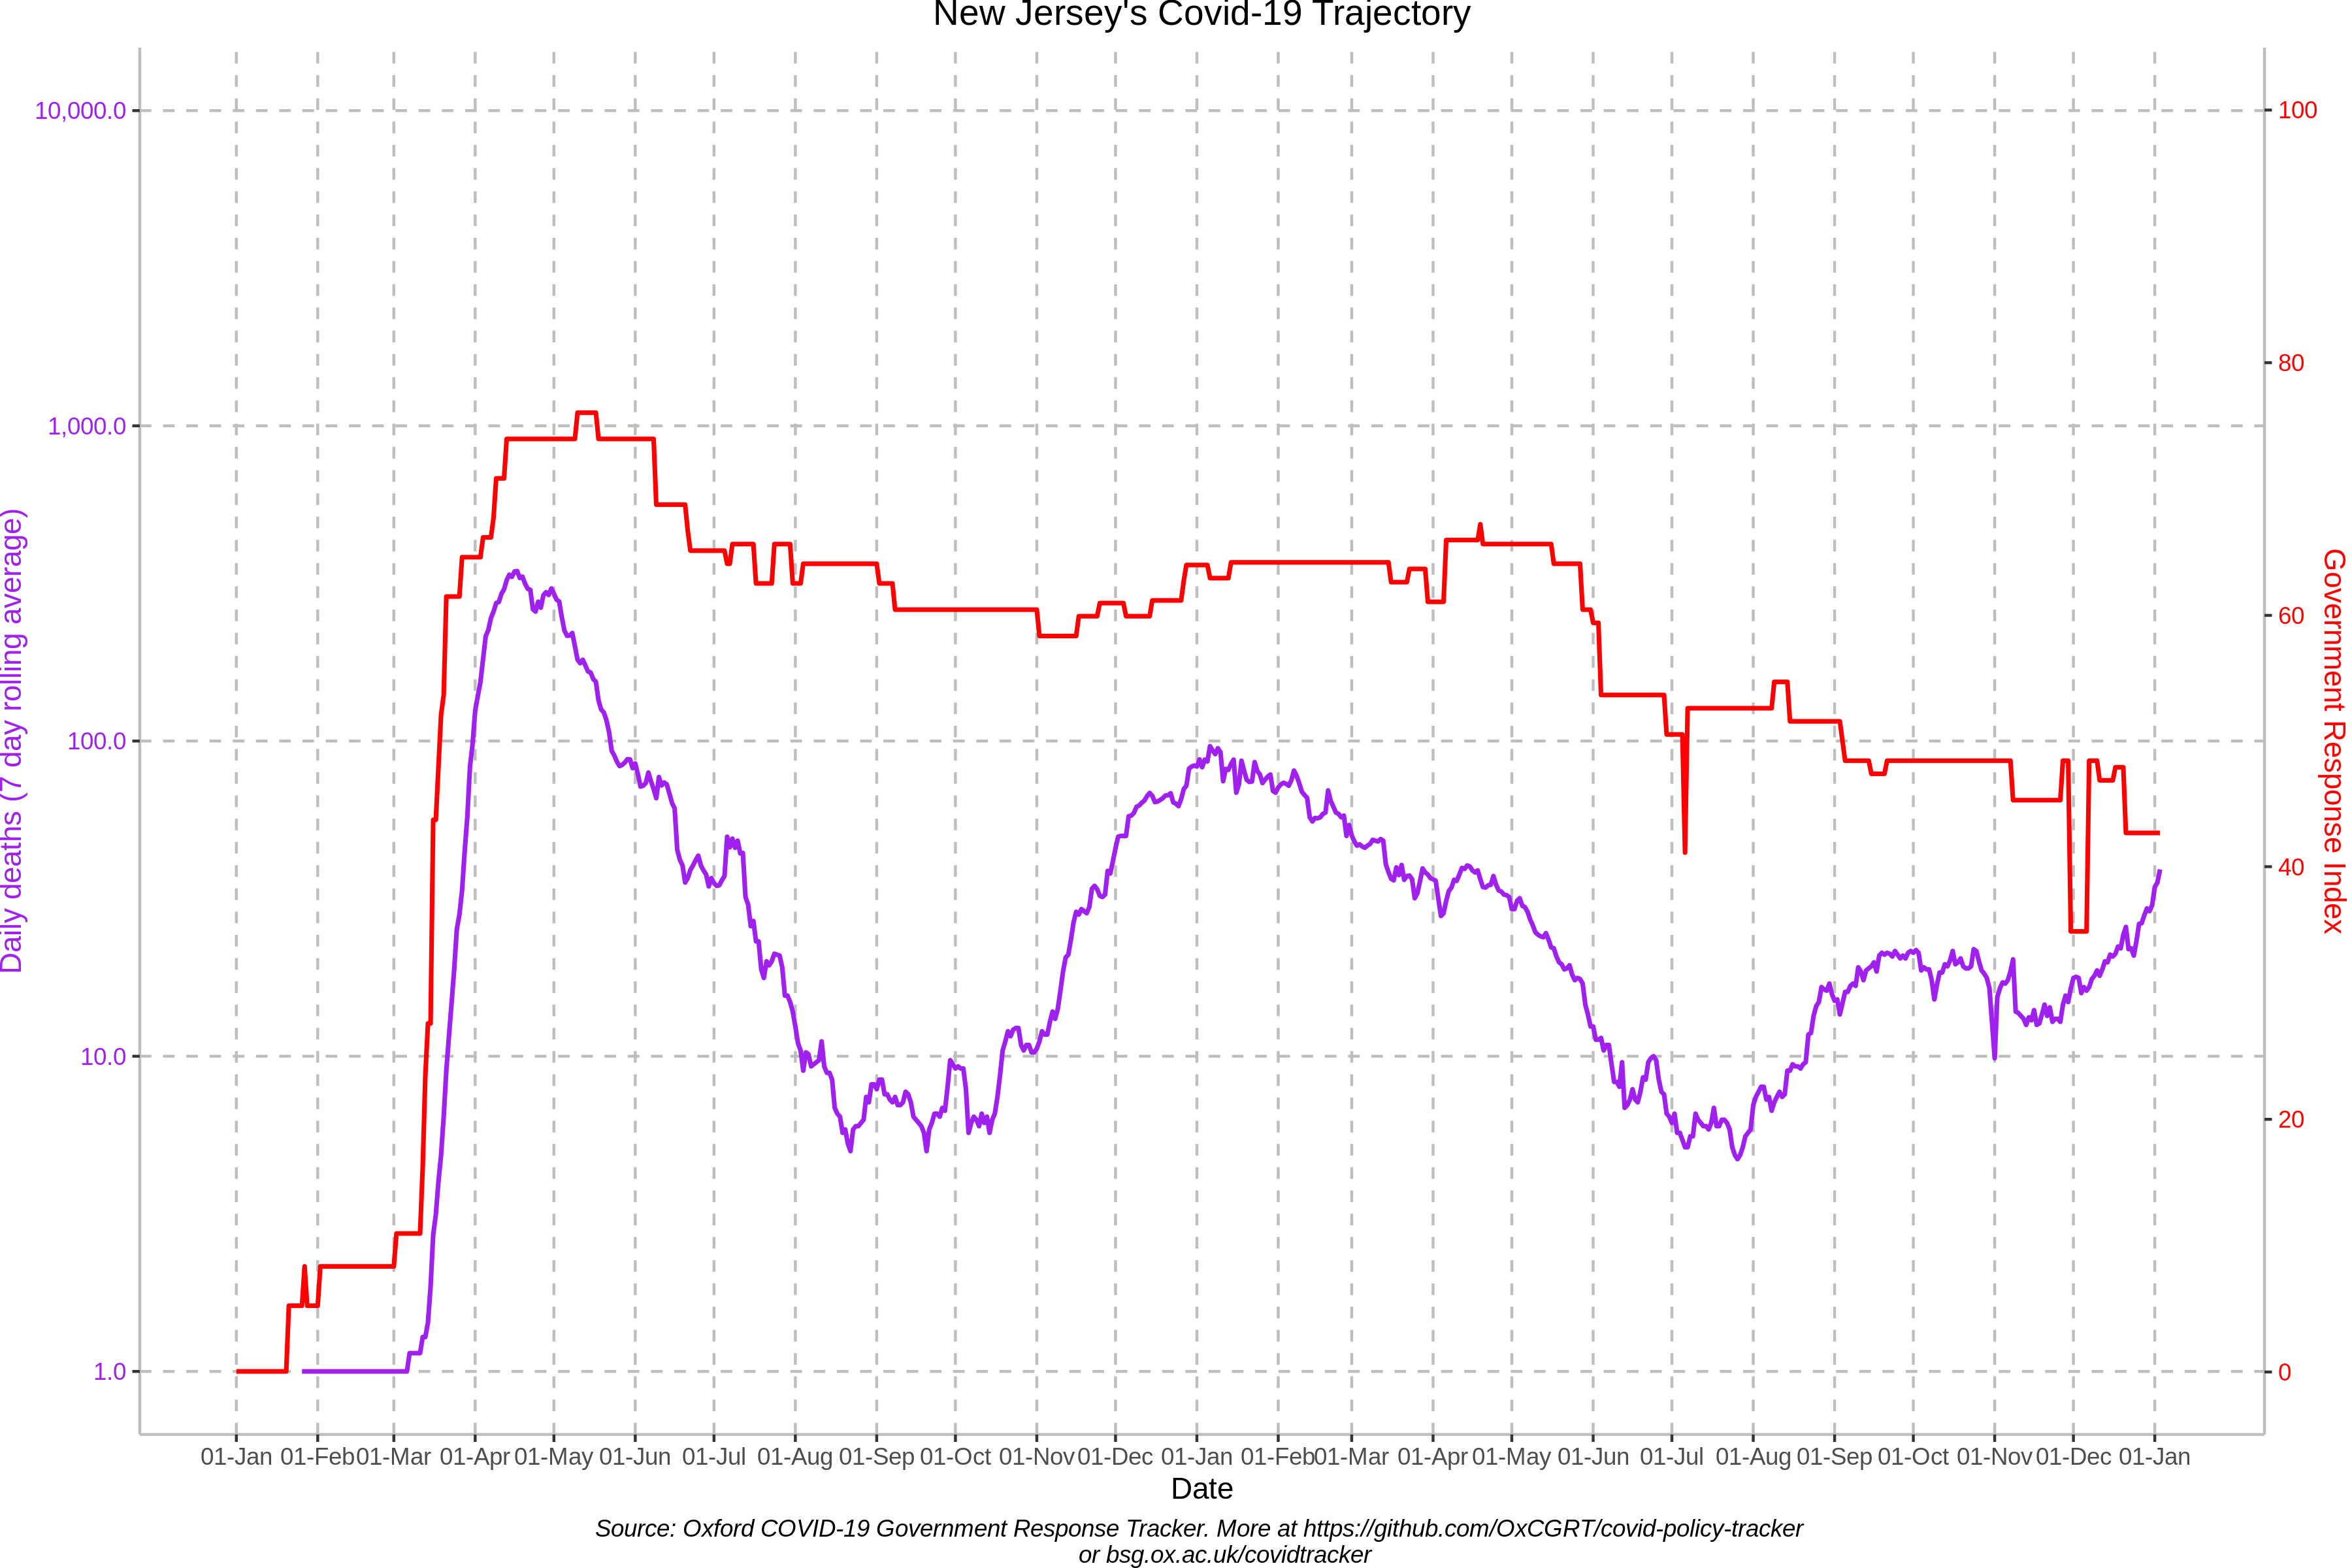 New Jersey's Covid-19 Trajectory
10,000.0
1,000.0
100.0
10.0
1.0
Daily deaths (7 day rolling average)
100
80
60
40
20
0
Government Response Index
01-Jan 01-Feb 01-Mar 01-Apr 01-May 01-Jun 01-Jul 01-Aug 01-Sep 01-Oct 01-Nov 01-Dec 01-Jan 01-Feb 01-Mar 01-Apr 01-May 01-Jun 01-Jul 01-Aug 01-Sep 01-Oct 01-Nov 01-Dec 01-Jan
Date
Source: Oxford COVID-19 Government Response Tracker. More at https://github.com/OxCGRT/covid-policy-tracker
or bsg.ox.ac.uk/covidtracker